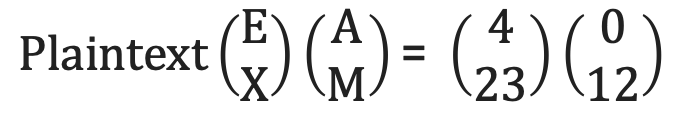 Plaintext (E X) (A M) = (4 23) (0 12)